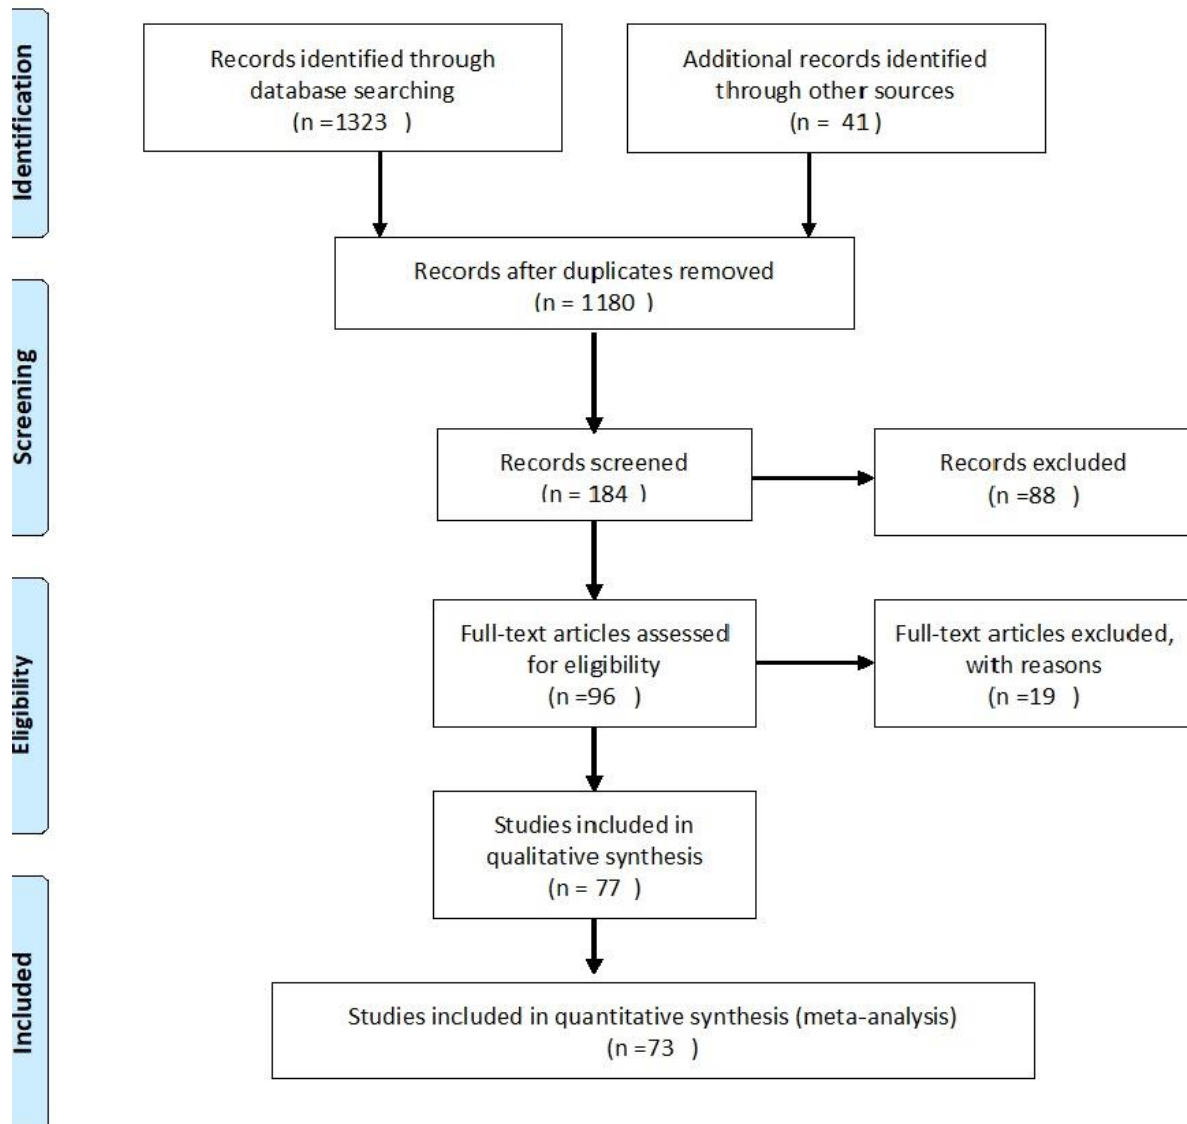 Identification
Records identified through
database searching
(n =1323 )
Additional records identified
through other sources
(n = 41 )
Records after duplicates removed
(n = 1180 )
Screening
Records screened
(n = 184 )
Records excluded
(n =88 )
Eligibility
Full-text articles assessed
for eligibility
(n =96 )
Full-text articles excluded,
with reasons
(n =19 )
Studies included in
qualitative synthesis
(n = 77 )
Included
Studies included in quantitative synthesis (meta-analysis)
(n =73 )